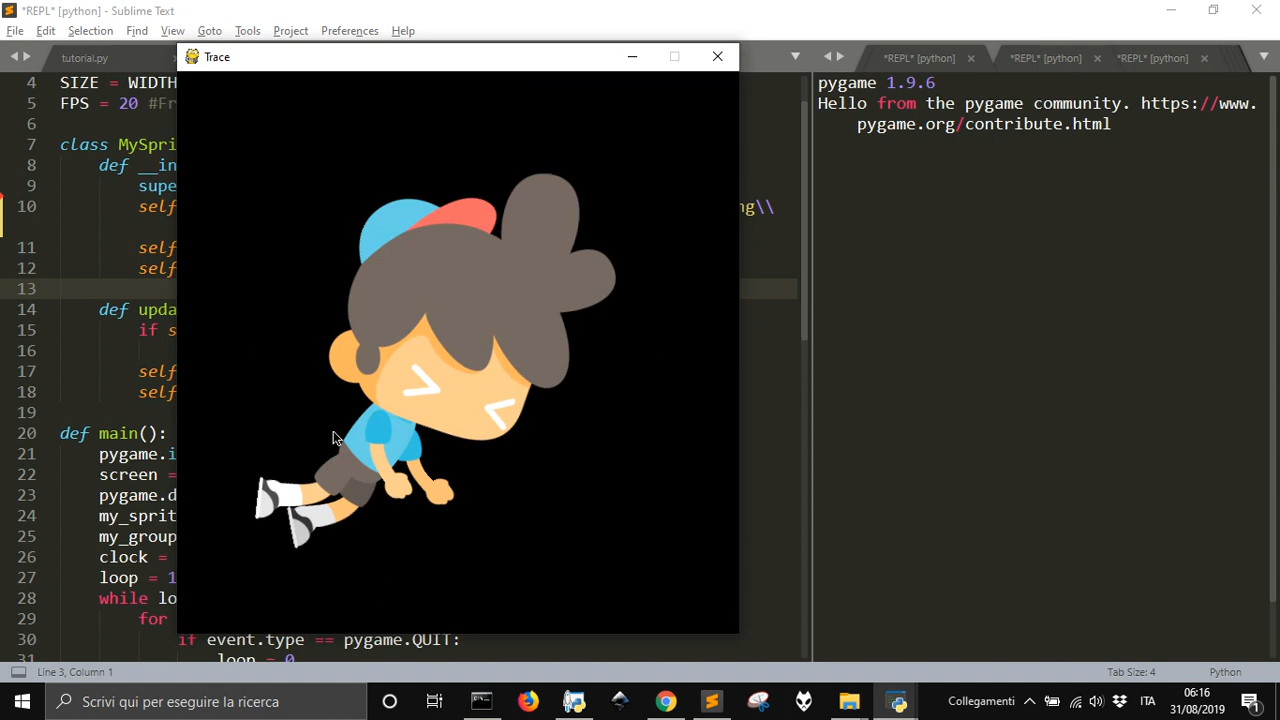 *REPL* [python] - Sublime Text
File Edit Selection Find View Goto Tools Project Preferences Help
tutorial.py
Trace
*REPL* [python] *REPL* [python] *REPL* [python]
4 SIZE = WIDTH
5 FPS = 20 #Fr
6
7 class MySpri
8 def __in
9 supe
10 self ng\\
11 self
12 self
13
14 def upda
15 if s
16
17 self
18 self
19
20 def main():
21 pygame.i
22 screen =
23 pygame.d
24 my_sprit
25 my_group
26 clock =
27 loop = 1
28 while lo
29 for
30 if event.type == pygame.QUIT:
31 loop = 0
pygame 1.9.6
Hello from the pygame community. https://www.
pygame.org/contribute.html
Line 3, Column 1
Tab Size: 4
Python
Scrivi qui per eseguire la ricerca
Collegamenti
ITA
06:16
31/08/2019
1